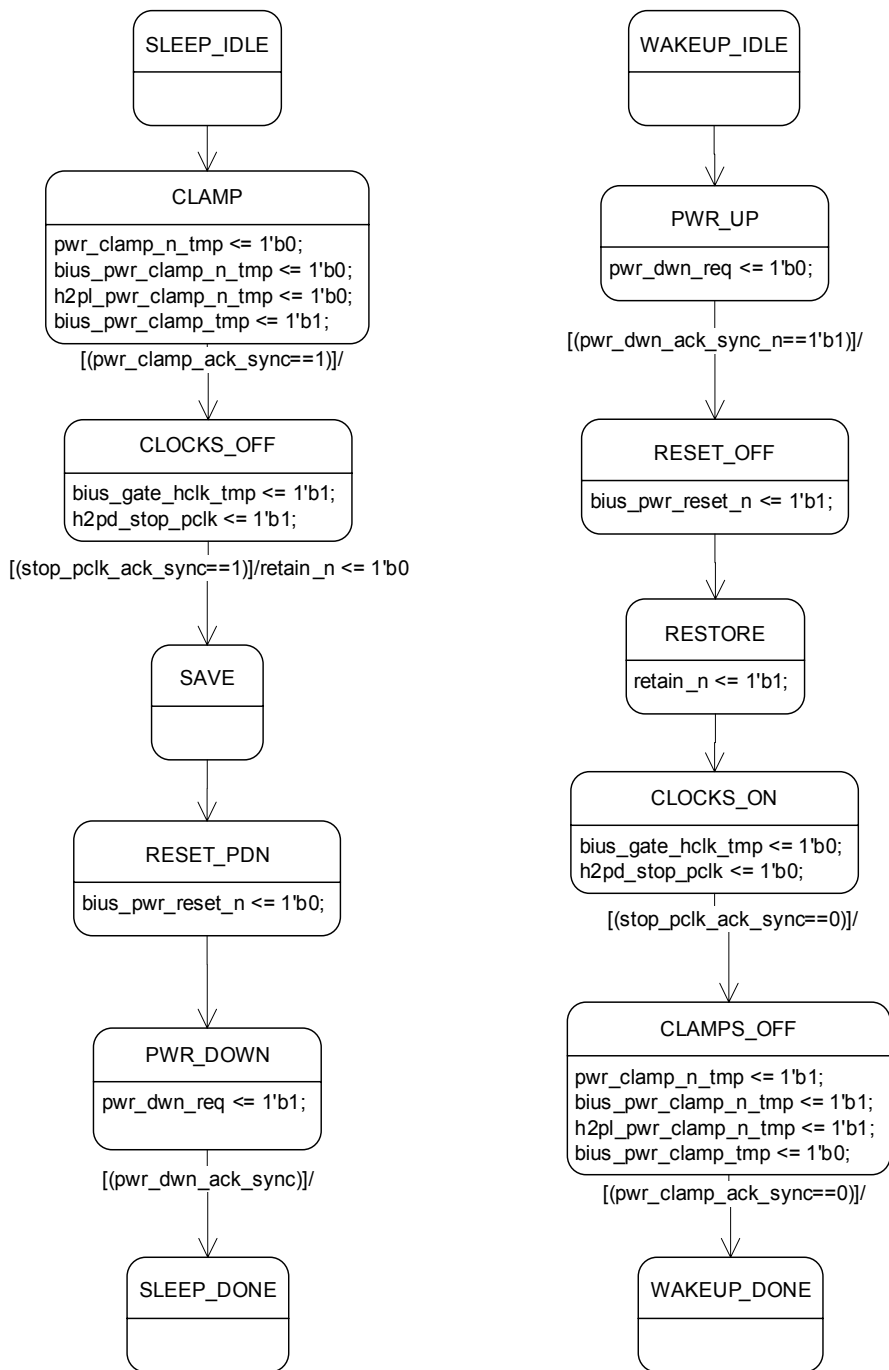 SLEEP_IDLE
CLAMP
pwr_clamp_n_tmp <= 1'b0;
bius_pwr_clamp_n_tmp <= 1'b0;
h2pl_pwr_clamp_n_tmp <= 1'b0;
bius_pwr_clamp_tmp <= 1'b1;
[(pwr_clamp_ack_sync==1)]/
CLOCKS_OFF
bius_gate_hclk_tmp <= 1'b1;
h2pd_stop_pclk <= 1'b1;
[(stop_pclk_ack_sync==1)]/retain_n <= 1'b0
SAVE
RESET_PDN
bius_pwr_reset_n <= 1'b0;
PWR_DOWN
pwr_dwn_req <= 1'b1;
[(pwr_dwn_ack_sync)]/
SLEEP_DONE
WAKEUP_IDLE
PWR_UP
pwr_dwn_req <= 1'b0;
[(pwr_dwn_ack_sync_n==1'b1)]/
RESET_OFF
bius_pwr_reset_n <= 1'b1;
RESTORE
retain_n <= 1'b1;
CLOCKS_ON
bius_gate_hclk_tmp <= 1'b0;
h2pd_stop_pclk <= 1'b0;
[(stop_pclk_ack_sync==0)]/
CLAMPS_OFF
pwr_clamp_n_tmp <= 1'b1;
bius_pwr_clamp_n_tmp <= 1'b1;
h2pl_pwr_clamp_n_tmp <= 1'b1;
bius_pwr_clamp_tmp <= 1'b0;
[(pwr_clamp_ack_sync==0)]/
WAKEUP_DONE